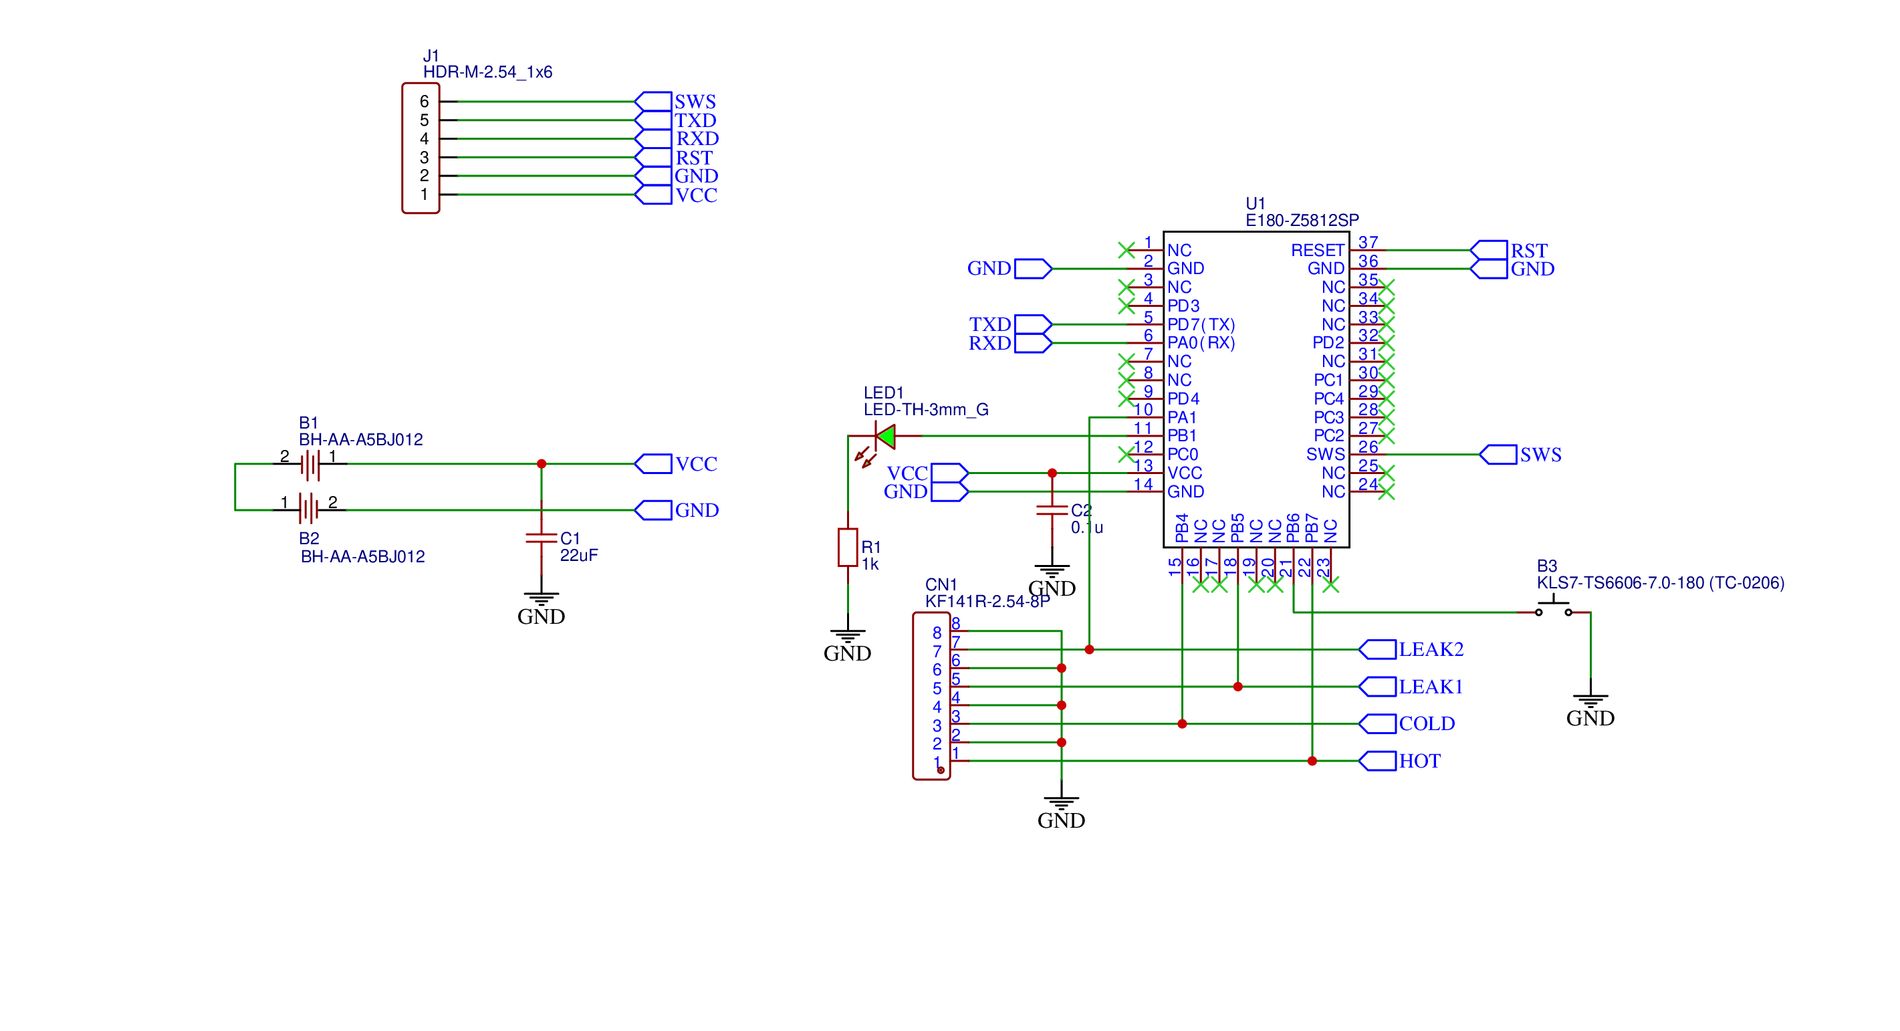 J1
HDR-M-2.54_1x6
6 SWS
5 TXD
4 RXD
3 RST
2 GND
1 VCC
U1
E180-Z5812SP
1 NC
GND 2 GND
3 NC
4 PD3
TXD 5 PD7(TX)
RXD 6 PA0(RX)
7 NC
8 NC
9 PD4
10 PA1
11 PB1
12 PC0
VCC 13 VCC
GND 14 GND
RESET 37 RST
GND 36 GND
NC 35
NC 34
NC 33
PD2 32
NC 31
PC1 30
PC4 29
PC3 28
PC2 27
SWS 26 SWS
NC 25
NC 24
PB4 NC NC PB5 NC NC PB6 PB7 NC
15 16 17 18 19 20 21 22 23
LED1
LED-TH-3mm_G
B1
BH-AA-A5BJ012
2 1 VCC
1 2 GND
B2
BH-AA-A5BJ012
C1
22uF
GND
R1
1k
GND
C2
0.1u
GND
CN1
KF141R-2.54-8P
8 8
7 7 LEAK2
6 6
5 5 LEAK1
4 4
3 3 COLD
2 2
1 1 HOT
GND
B3
KLS7-TS6606-7.0-180 (TC-0206)
GND